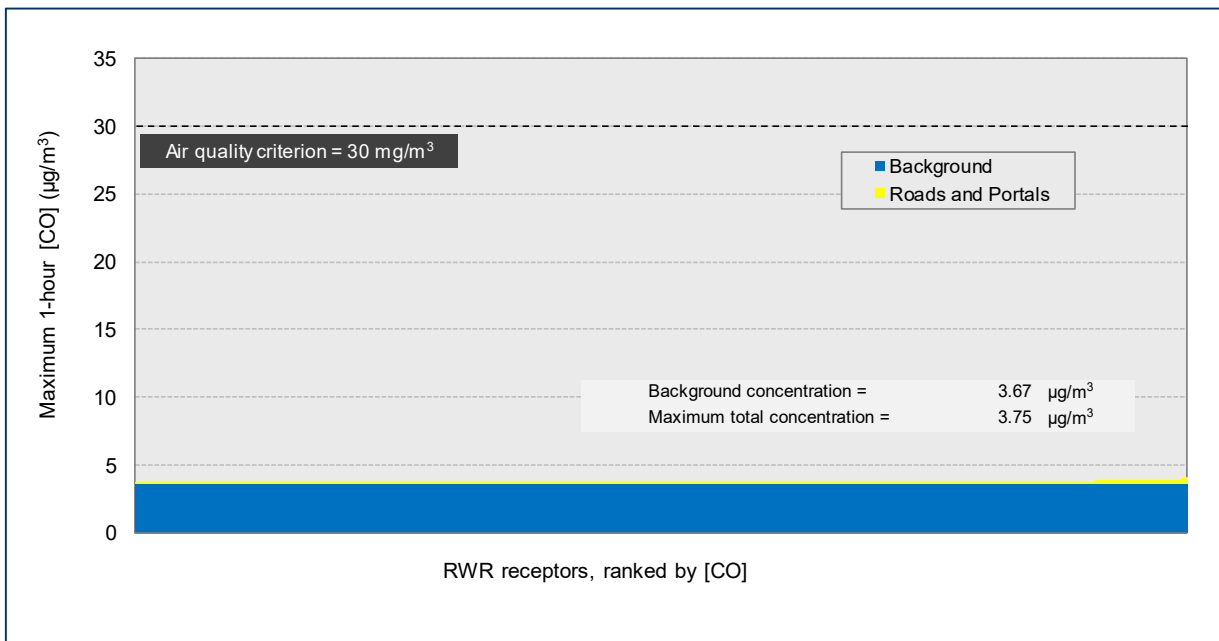 35
30
25
20
15
10
5
0
Maximum 1-hour [CO] (µg/m³)
Air quality criterion = 30 mg/m³
Background
Roads and Portals
Background concentration = 3.67 µg/m³
Maximum total concentration = 3.75 µg/m³
RWR receptors, ranked by [CO]